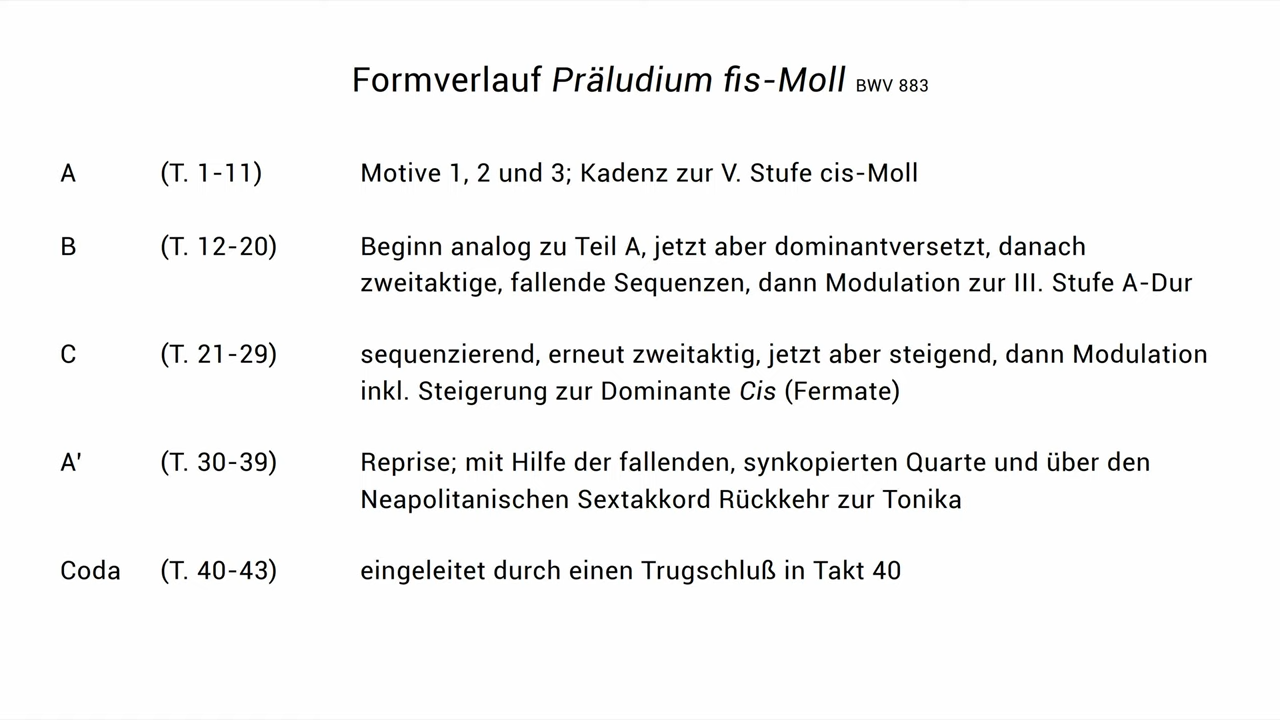 Formverlauf Präludium fis-Moll BWV 883
A (T. 1-11) Motive 1, 2 und 3; Kadenz zur V. Stufe cis-Moll
B (T. 12-20) Beginn analog zu Teil A, jetzt aber dominantversetzt, danach
zweitaktige, fallende Sequenzen, dann Modulation zur III. Stufe A-Dur
C (T. 21-29) sequenzierend, erneut zweitaktig, jetzt aber steigend, dann Modulation
inkl. Steigerung zur Dominante Cis (Fermate)
A' (T. 30-39) Reprise; mit Hilfe der fallenden, synkopierten Quarte und über den
Neapolitanischen Sextakkord Rückkehr zur Tonika
Coda (T. 40-43) eingeleitet durch einen Trugschluß in Takt 40